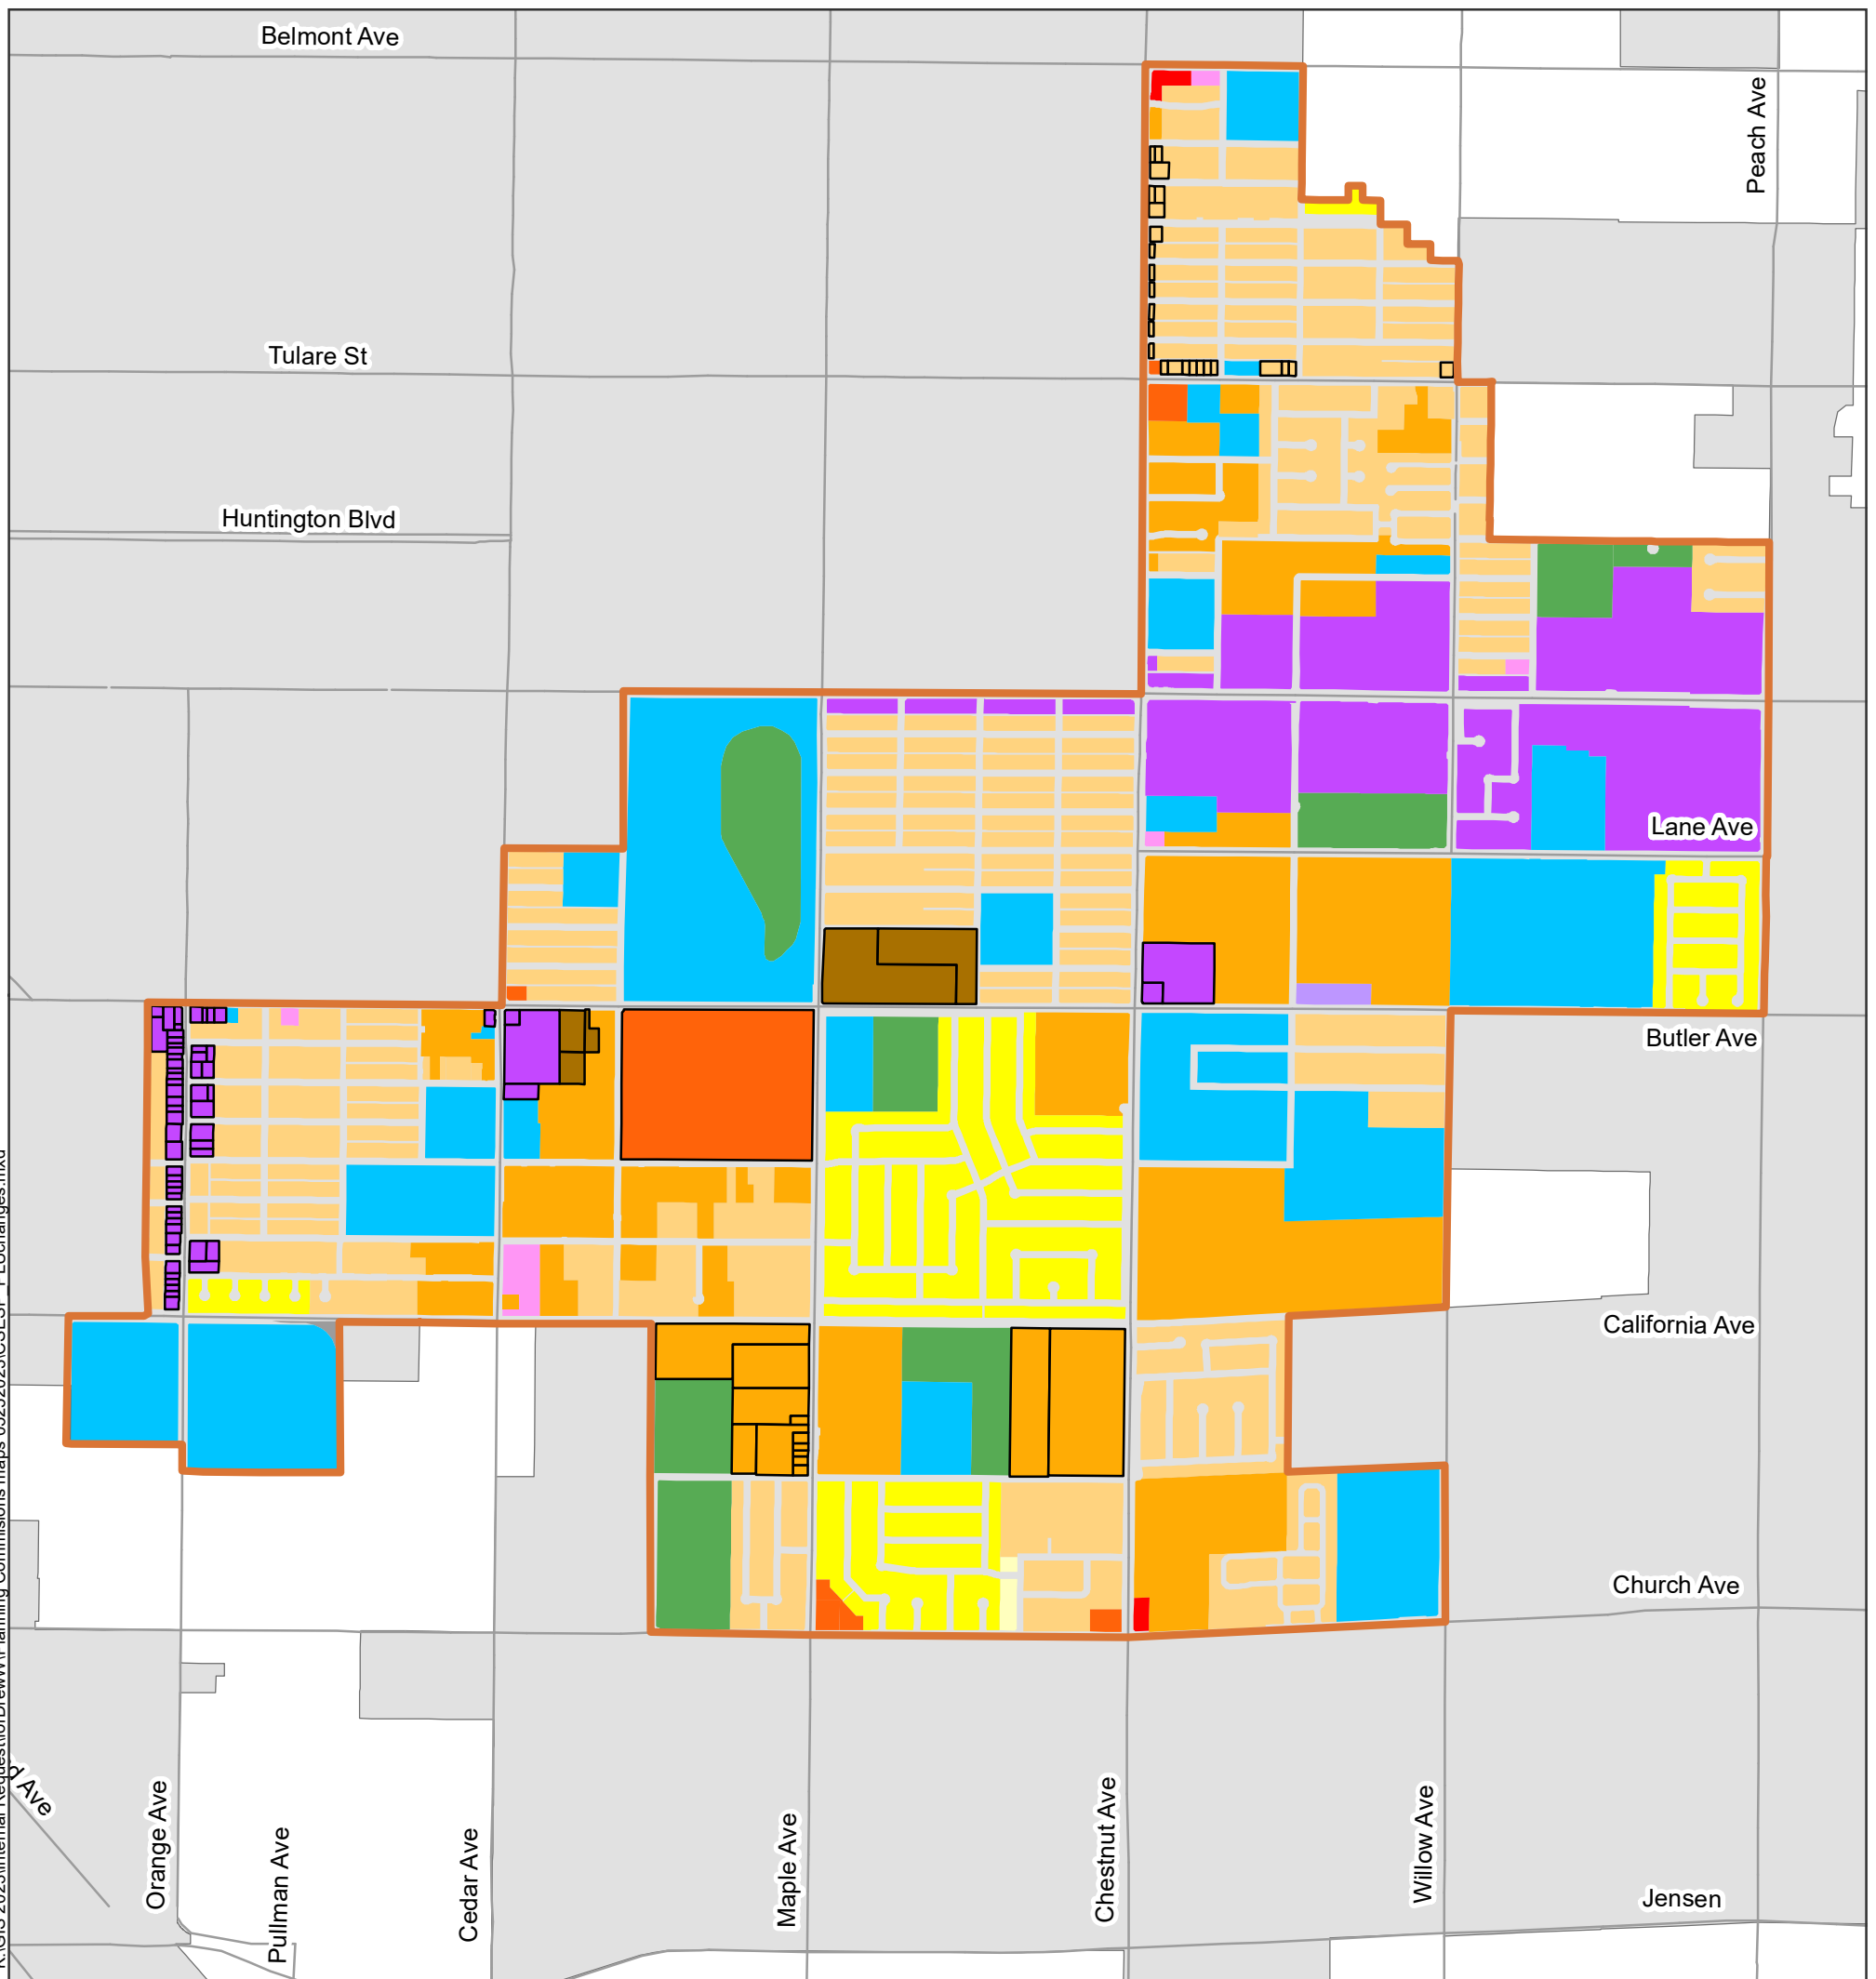 Belmont Ave
Peach Ave
Tulare St
Huntington Blvd
Lane Ave
Butler Ave
California Ave
Church Ave
d Ave
Orange Ave
Pullman Ave
Cedar Ave
Maple Ave
Chestnut Ave
Willow Ave
Jensen